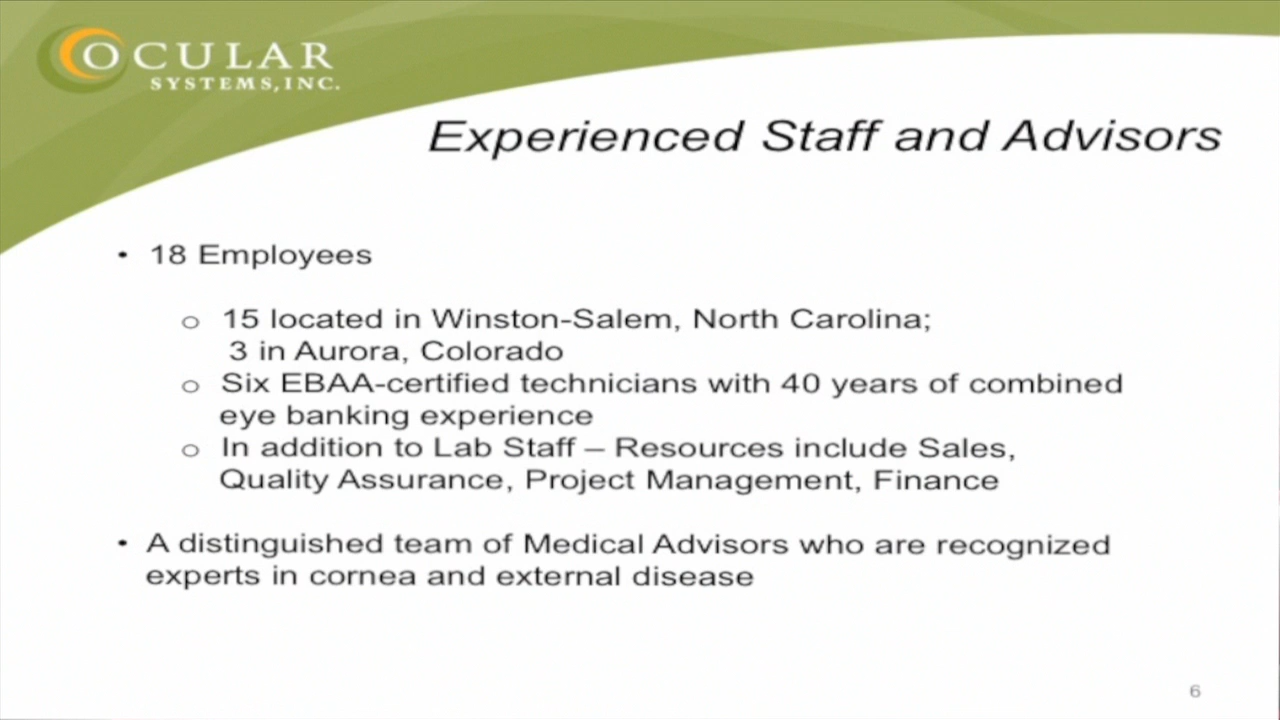 OCULAR
SYSTEMS, INC.
Experienced Staff and Advisors
• 18 Employees
o 15 located in Winston-Salem, North Carolina;
3 in Aurora, Colorado
o Six EBAA-certified technicians with 40 years of combined
eye banking experience
o In addition to Lab Staff – Resources include Sales,
Quality Assurance, Project Management, Finance
• A distinguished team of Medical Advisors who are recognized
experts in cornea and external disease
6